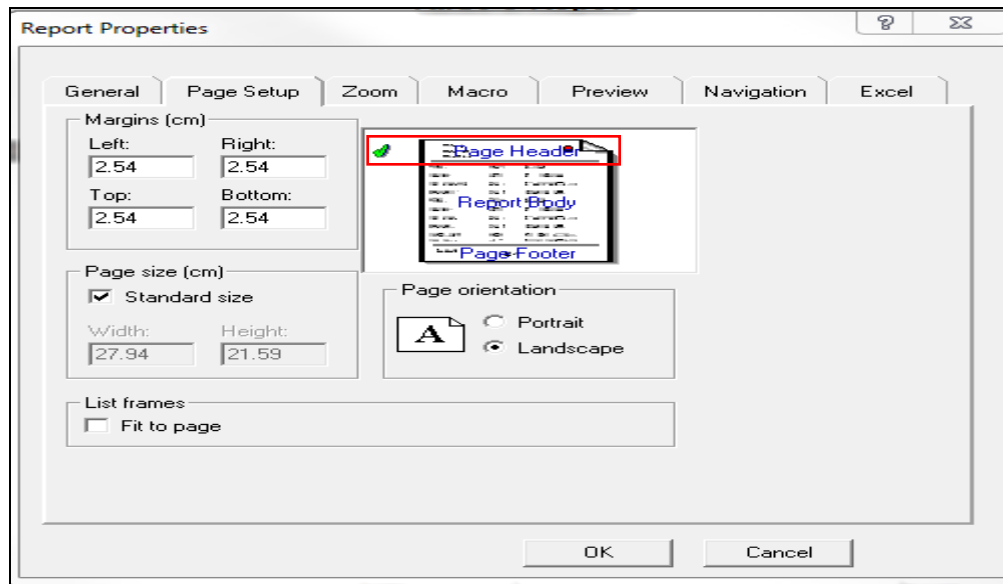 Report Properties
General Page Setup Zoom Macro Preview Navigation Excel
Margins (cm)
Left: Right:
2.54 2.54
Top: Bottom:
2.54 2.54
Page Header
Report Body
Page Footer
Page size (cm)
Standard size
Width: Height:
27.94 21.59
Page orientation
A
Portrait
Landscape
List frames
Fit to page
OK Cancel